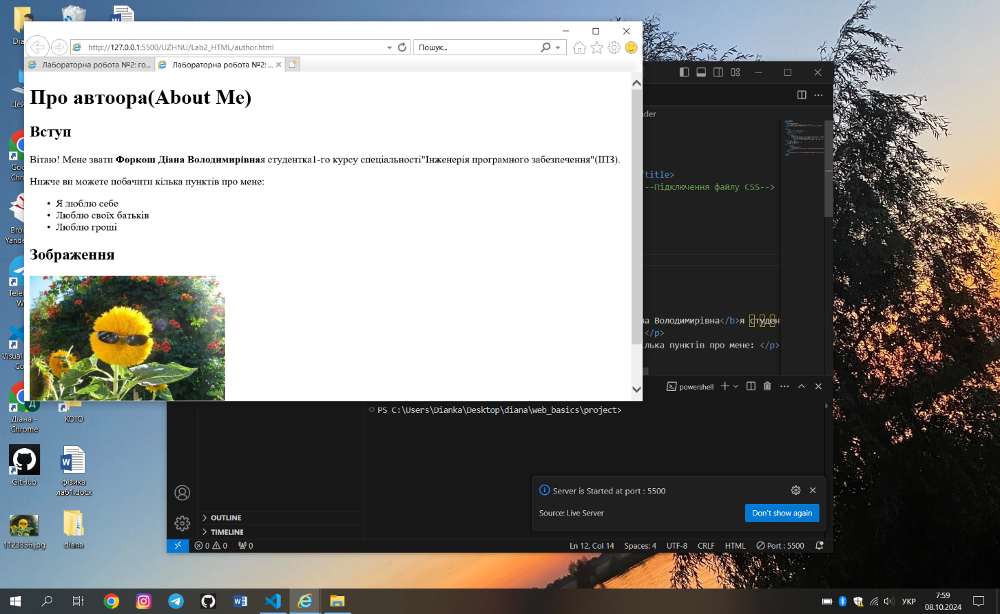 http://127.0.0.1:5500/UZHNU/Lab2_HTML/author.html
Пошук...
Лабораторна робота №2: го...
Лабораторна робота №2: ...
Про автоора(About Me)
Вступ
Вітаю! Мене звати Форкош Діана Володимирівная студентка1-го курсу спеціальності"Інженерія програмного забезпечення"(ІПЗ).
Нижче ви можете побачити кілька пунктів про мене:
• Я люблю себе
• Люблю своїх батьків
• Люблю гроші
Зображення
der
/title>
--Підключення файлу CSS-->
на Володимирівна</b>я студен
</p>
ілька пунктів про мене: </p>
powershell
PS C:\Users\Dianka\Desktop\diana\web_basics\project>
Server is Started at port : 5500
Source: Live Server
Don't show again
OUTLINE
TIMELINE
0 0 0
Ln 12, Col 14
Spaces: 4
UTF-8
CRLF
HTML
Port : 5500
Діана -
Chrome
КОТО
GitHub
фізика
лаб1.docx
1123356.jpg
diana
УКР
7:59
08.10.2024